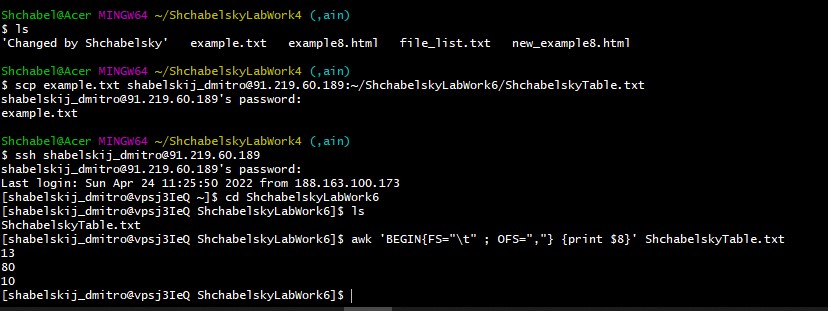 Shchabel@Acer MINGW64 ~/ShchabelskyLabWork4 (,ain)
$ ls
'Changed by Shchabelsky'   example.txt   example8.html   file_list.txt   new_example8.html
Shchabel@Acer MINGW64 ~/ShchabelskyLabWork4 (,ain)
$ scp example.txt shabelskij_dmitro@91.219.60.189:~/ShchabelskyLabWork6/ShchabelskyTable.txt
shabelskij_dmitro@91.219.60.189's password:
example.txt
Shchabel@Acer MINGW64 ~/ShchabelskyLabWork4 (,ain)
$ ssh shabelskij_dmitro@91.219.60.189
shabelskij_dmitro@91.219.60.189's password:
Last login: Sun Apr 24 11:25:50 2022 from 188.163.100.173
[shabelskij_dmitro@vpsj3IeQ ~]$ cd ShchabelskyLabWork6
[shabelskij_dmitro@vpsj3IeQ ShchabelskyLabWork6]$ ls
ShchabelskyTable.txt
[shabelskij_dmitro@vpsj3IeQ ShchabelskyLabWork6]$ awk 'BEGIN{FS="\t" ; OFS=","} {print $8}' ShchabelskyTable.txt
13
80
10
[shabelskij_dmitro@vpsj3IeQ ShchabelskyLabWork6]$